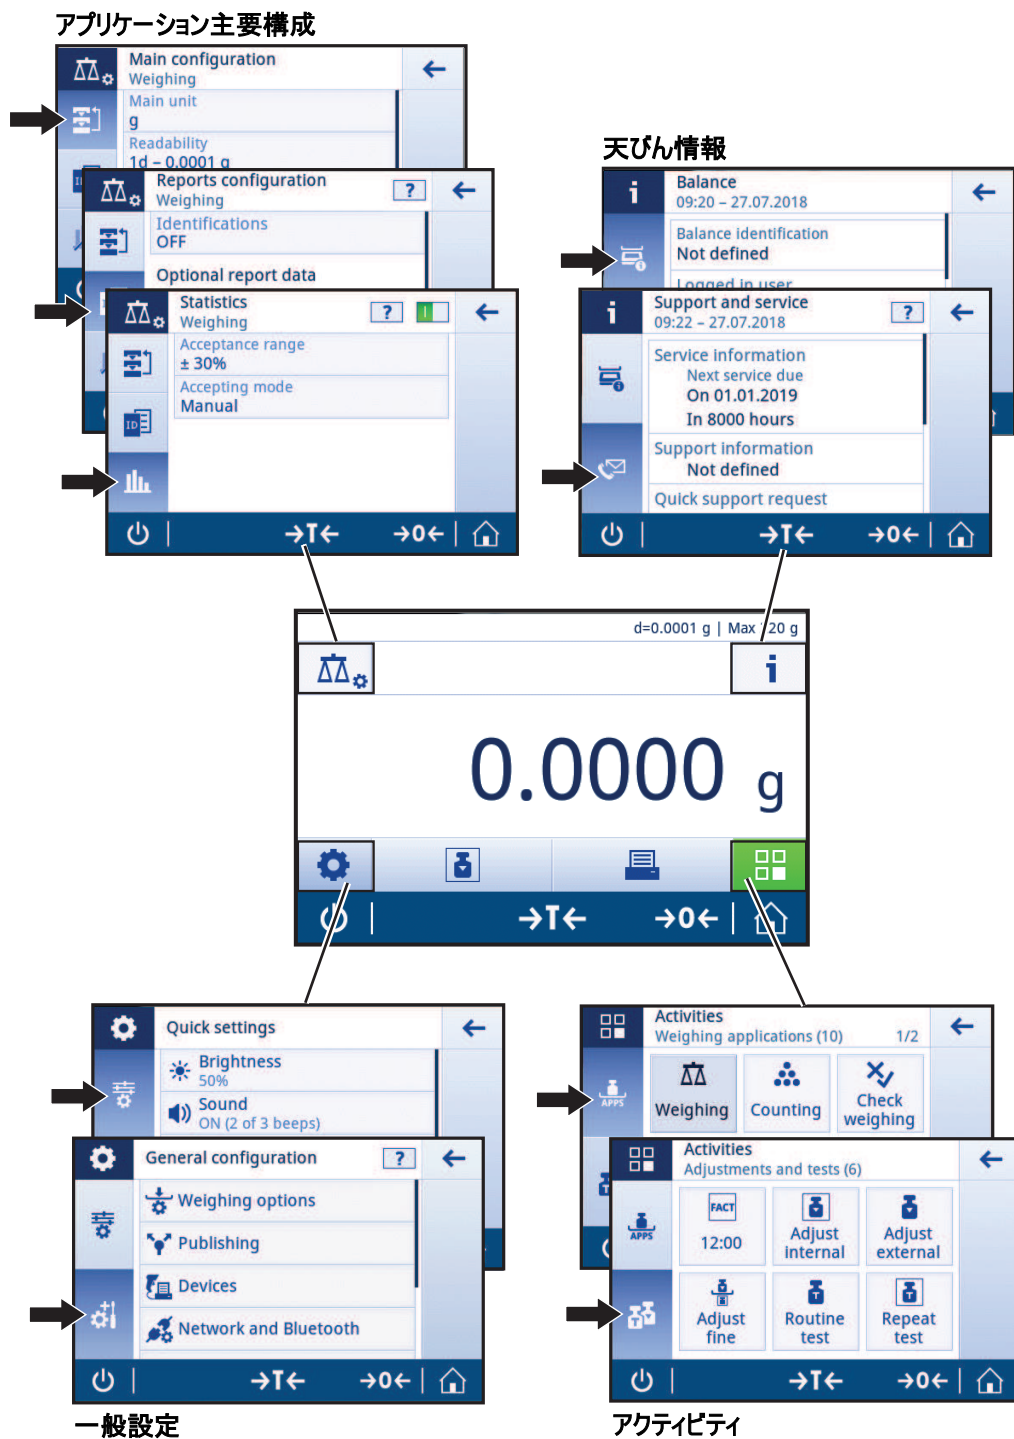 アプリケーション主要構成
Main configuration
Weighing
Main unit
g
Readability
1d – 0.0001 g
Reports configuration
Weighing
?
Identifications
OFF
Optional report data
Statistics
Weighing
?
Acceptance range
± 30%
Accepting mode
Manual
ID
→T←
→0←
天びん情報
i
Balance
09:20 – 27.07.2018
Balance identification
Not defined
Logged in user
i
Support and service
09:22 – 27.07.2018
?
Service information
Next service due
On 01.01.2019
In 8000 hours
Support information
Not defined
Quick support request
→T←
→0←
d=0.0001 g | Max 120 g
i
0.0000 g
→T←
→0←
Quick settings
Brightness
50%
Sound
ON (2 of 3 beeps)
General configuration
?
Weighing options
Publishing
Devices
Network and Bluetooth
→T←
→0←
一般設定
Activities
Weighing applications (10)
1/2
APPS
Weighing
Counting
Check
weighing
Activities
Adjustments and tests (6)
APPS
FACT
12:00
Adjust
internal
Adjust
external
Adjust
fine
Routine
test
Repeat
test
→T←
→0←
アクティビティ